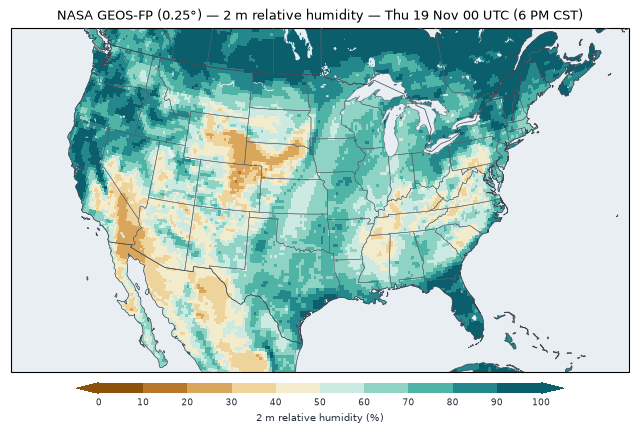 NASA GEOS-FP (0.25°) — 2 m relative humidity — Thu 19 Nov 00 UTC (6 PM CST)
0 10 20 30 40 50 60 70 80 90 100
2 m relative humidity (%)